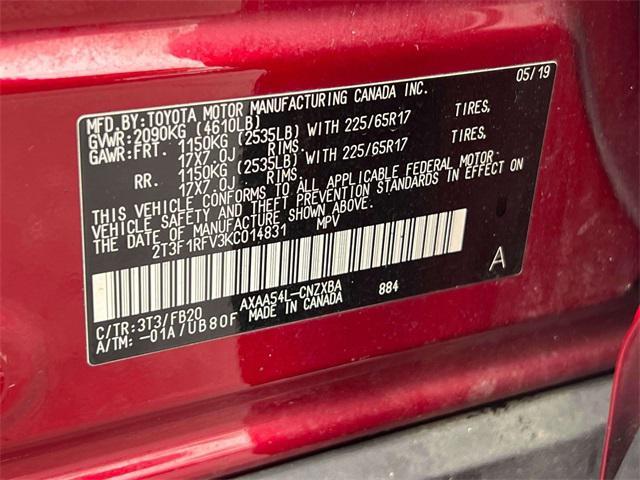 MFD.BY:TOYOTA MOTOR MANUFACTURING CANADA INC. 05/19
GVWR:2090KG (4610LB)
GAWR:FRT. 1150KG (2535LB) WITH 225/65R17 TIRES,
17X7.0J RIMS.
RR. 1150KG (2535LB) WITH 225/65R17 TIRES,
17X7.0J RIMS.
THIS VEHICLE CONFORMS TO ALL APPLICABLE FEDERAL MOTOR
VEHICLE SAFETY AND THEFT PREVENTION STANDARDS IN EFFECT ON
THE DATE OF MANUFACTURE SHOWN ABOVE.
2T3F1RFV3KC014831 MPV
A
C/TR:3T3/FB20 AXAA54L-CNZXBA 884
A/TM:-01A/UB80F MADE IN CANADA